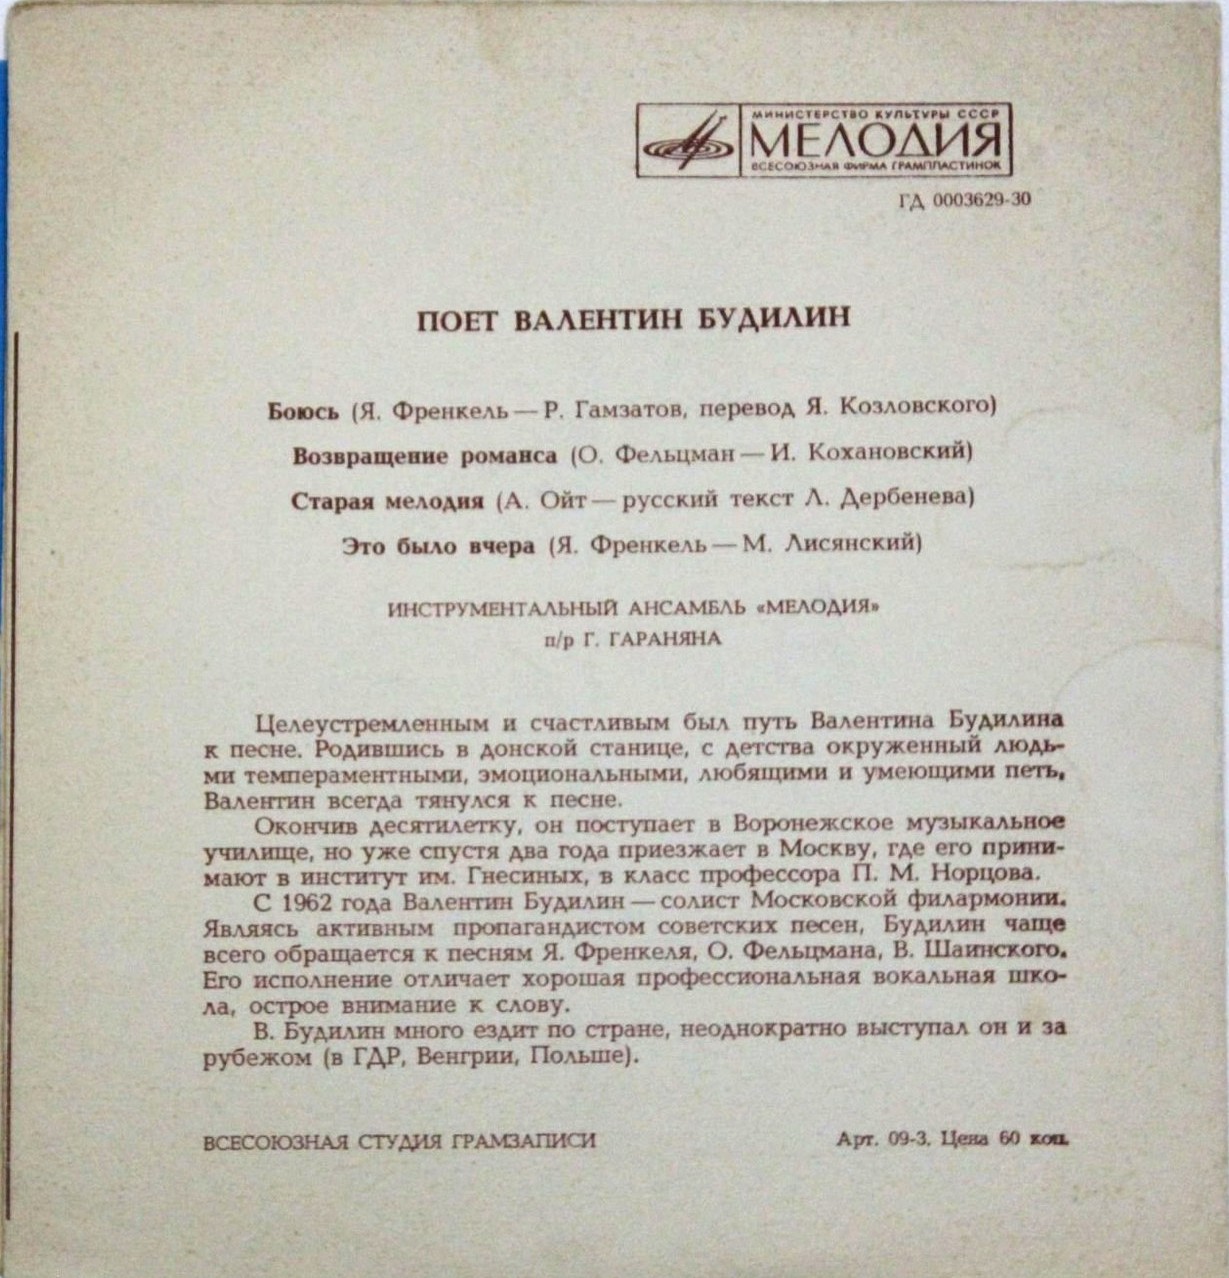 МИНИСТЕРСТВО КУЛЬТУРЫ СССР
МЕЛОДИЯ
ВСЕСОЮЗНАЯ ФИРМА ГРАМПЛАСТИНОК
ГД 0003629-30
ПОЕТ ВАЛЕНТИН БУДИЛИН
Боюсь (Я. Френкель — Р. Гамзатов, перевод Я. Козловского)
Возвращение романса (О. Фельцман — И. Кохановский)
Старая мелодия (А. Ойт — русский текст Л. Дербенева)
Это было вчера (Я. Френкель — М. Лисянский)
ИНСТРУМЕНТАЛЬНЫЙ АНСАМБЛЬ «МЕЛОДИЯ»
п/р Г. ГАРАНЯНА
Целеустремленным и счастливым был путь Валентина Будилина
к песне. Родившись в донской станице, с детства окруженный людь-
ми темпераментными, эмоциональными, любящими и умеющими петь,
Валентин всегда тянулся к песне.
Окончив десятилетку, он поступает в Воронежское музыкальное
училище, но уже спустя два года приезжает в Москву, где его прини-
мают в институт им. Гнесиных, в класс профессора П. М. Норцова.
С 1962 года Валентин Будилин — солист Московской филармонии.
Являясь активным пропагандистом советских песен, Будилин чаще
всего обращается к песням Я. Френкеля, О. Фельцмана, В. Шаинского.
Его исполнение отличает хорошая профессиональная вокальная шко-
ла, острое внимание к слову.
В. Будилин много ездит по стране, неоднократно выступал он и за
рубежом (в ГДР, Венгрии, Польше).
ВСЕСОЮЗНАЯ СТУДИЯ ГРАМЗАПИСИ
Арт. 09-3. Цена 60 коп.